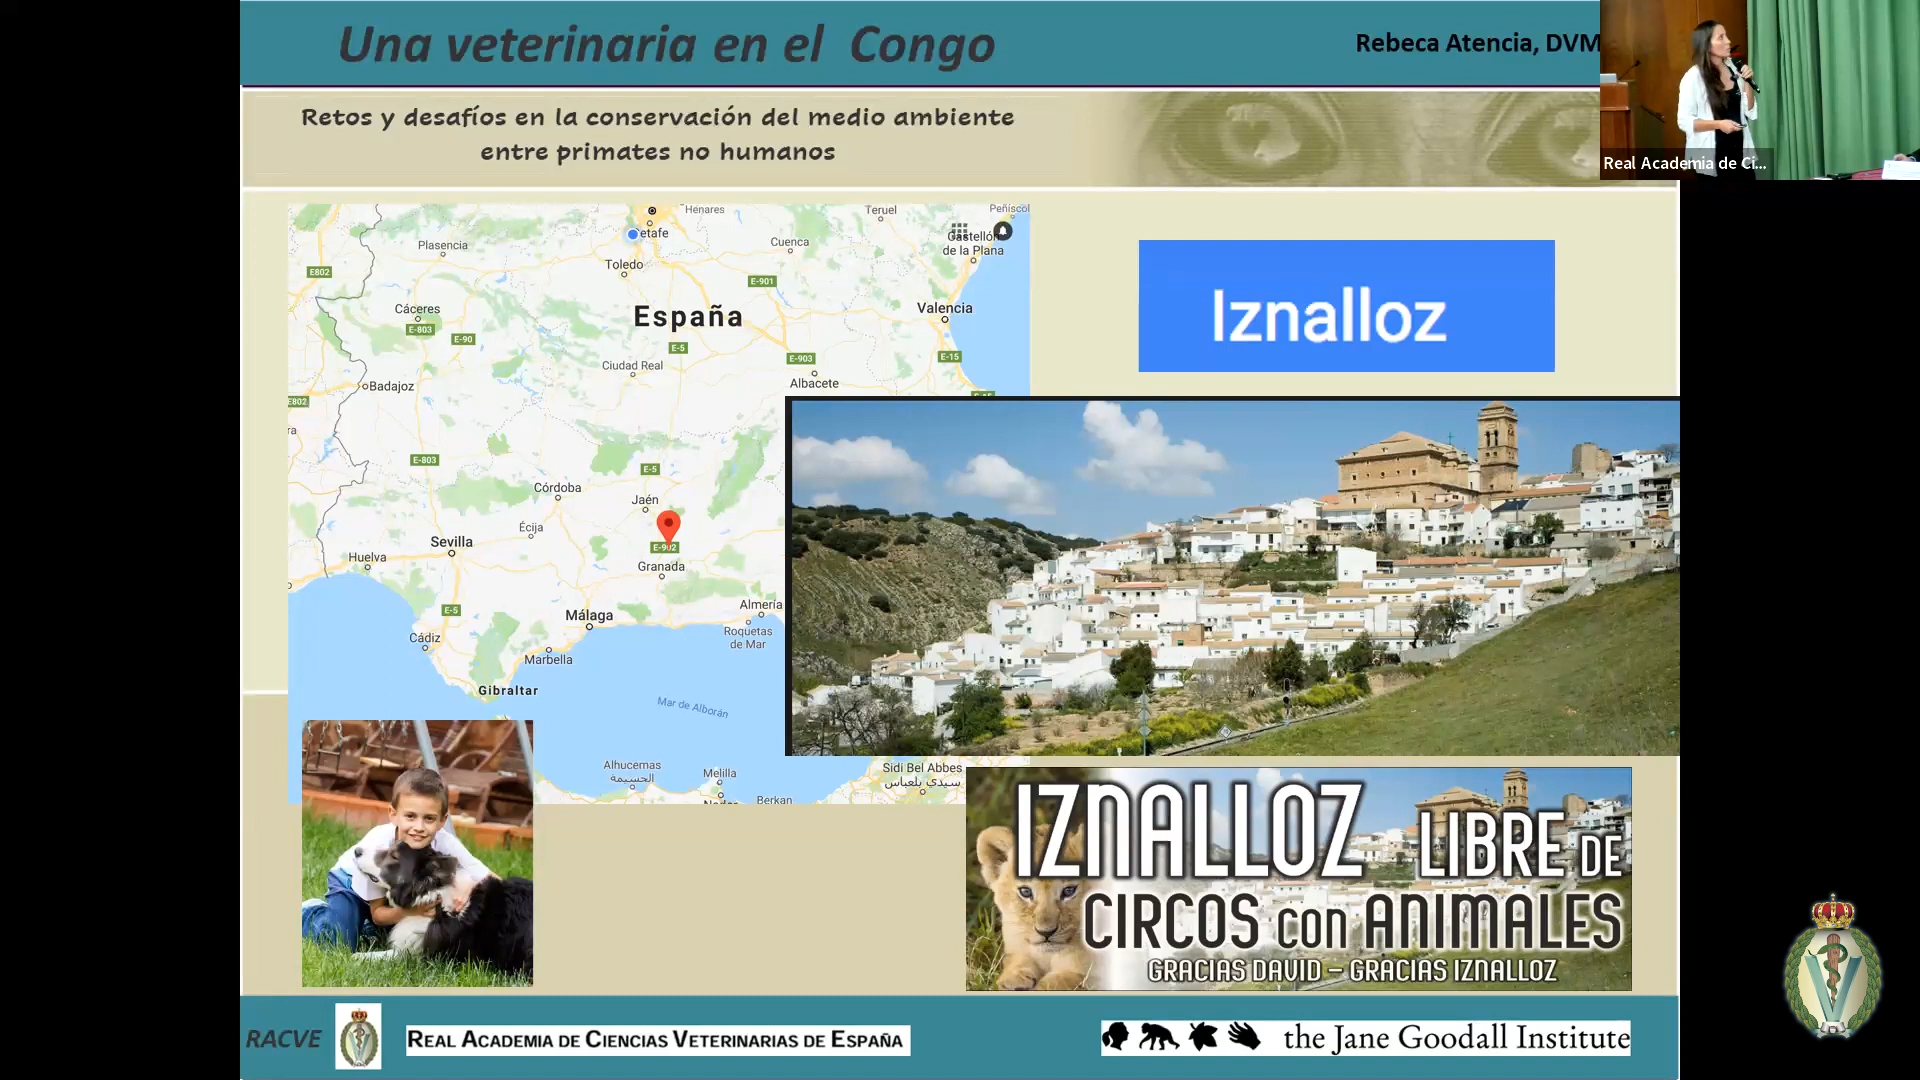 Una veterinaria en el Congo
Rebeca Atencia, DVM
Retos y desafíos en la conservación del medio ambiente
entre primates no humanos
Real Academia de Ci...
Henares
Teruel
Peñíscol
etafe
Plasencia
Cuenca
Castellón
de la Plana
Toledo
E802
E-901
Cáceres
Valencia
E-803
España
E-90
E-5
E-15
E-903
Ciudad Real
Albacete
Badajoz
E802
ra
E-803
E-5
Córdoba
Jaén
Écija
Sevilla
E-902
Huelva
Granada
E-5
Málaga
Almería
Cádiz
Roquetas
de Mar
Marbella
Gibraltar
Mar de Alborán
Alhucemas
الحسيمة
Melilla
Berkan
Sidi Bel Abbes
سيدي بلعباس
Iznalloz
IZNALLOZ LIBRE DE
CIRCOS con ANIMALES
GRACIAS DAVID – GRACIAS IZNALLOZ
RACVE
REAL ACADEMIA DE CIENCIAS VETERINARIAS DE ESPAÑA
the Jane Goodall Institute